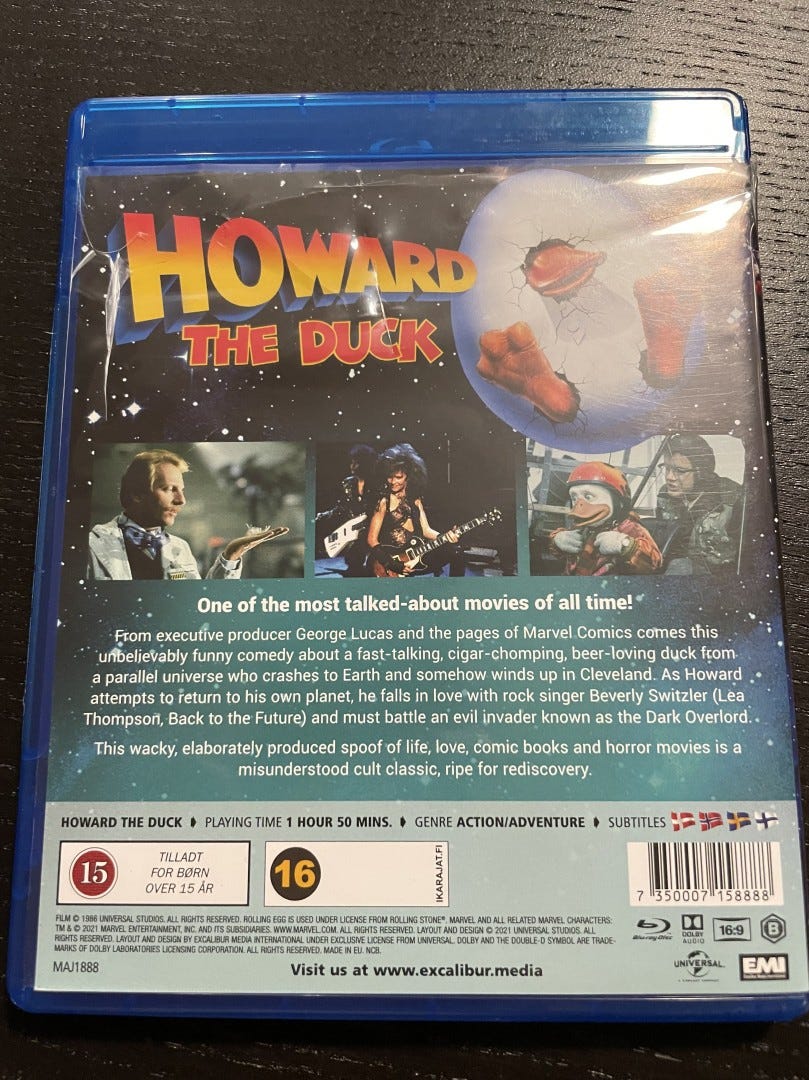 HOWARD
THE DUCK
One of the most talked-about movies of all time!
From executive producer George Lucas and the pages of Marvel Comics comes this
unbelievably funny comedy about a fast-talking, cigar-chomping, beer-loving duck from
a parallel universe who crashes to Earth and somehow winds up in Cleveland. As Howard
attempts to return to his own planet, he falls in love with rock singer Beverly Switzler (Lea
Thompson, Back to the Future) and must battle an evil invader known as the Dark Overlord.
This wacky, elaborately produced spoof of life, love, comic books and horror movies is a
misunderstood cult classic, ripe for rediscovery.
HOWARD THE DUCK PLAYING TIME 1 HOUR 50 MINS. GENRE ACTION/ADVENTURE SUBTITLES
15
TILLADT
FOR BØRN
OVER 15 ÅR
16
IKARAJAT.FI
7 350007 158888
FILM © 1986 UNIVERSAL STUDIOS. ALL RIGHTS RESERVED. ROLLING EGG IS USED UNDER LICENSE FROM ROLLING STONE®. MARVEL AND ALL RELATED MARVEL CHARACTERS:
TM & © 2021 MARVEL ENTERTAINMENT, INC. AND ITS SUBSIDIARIES. WWW.MARVEL.COM. ALL RIGHTS RESERVED. LAYOUT AND DESIGN © 2021 UNIVERSAL STUDIOS. ALL
RIGHTS RESERVED. LAYOUT AND DESIGN BY EXCALIBUR MEDIA INTERNATIONAL UNDER EXCLUSIVE LICENSE FROM UNIVERSAL. DOLBY AND THE DOUBLE-D SYMBOL ARE TRADE-
MARKS OF DOLBY LABORATORIES LICENSING CORPORATION. ALL RIGHTS RESERVED. MADE IN EU. NCB.
Blu-ray Disc
DOLBY
AUDIO
16:9
B
MAJ1888
Visit us at www.excalibur.media
UNIVERSAL
EMI